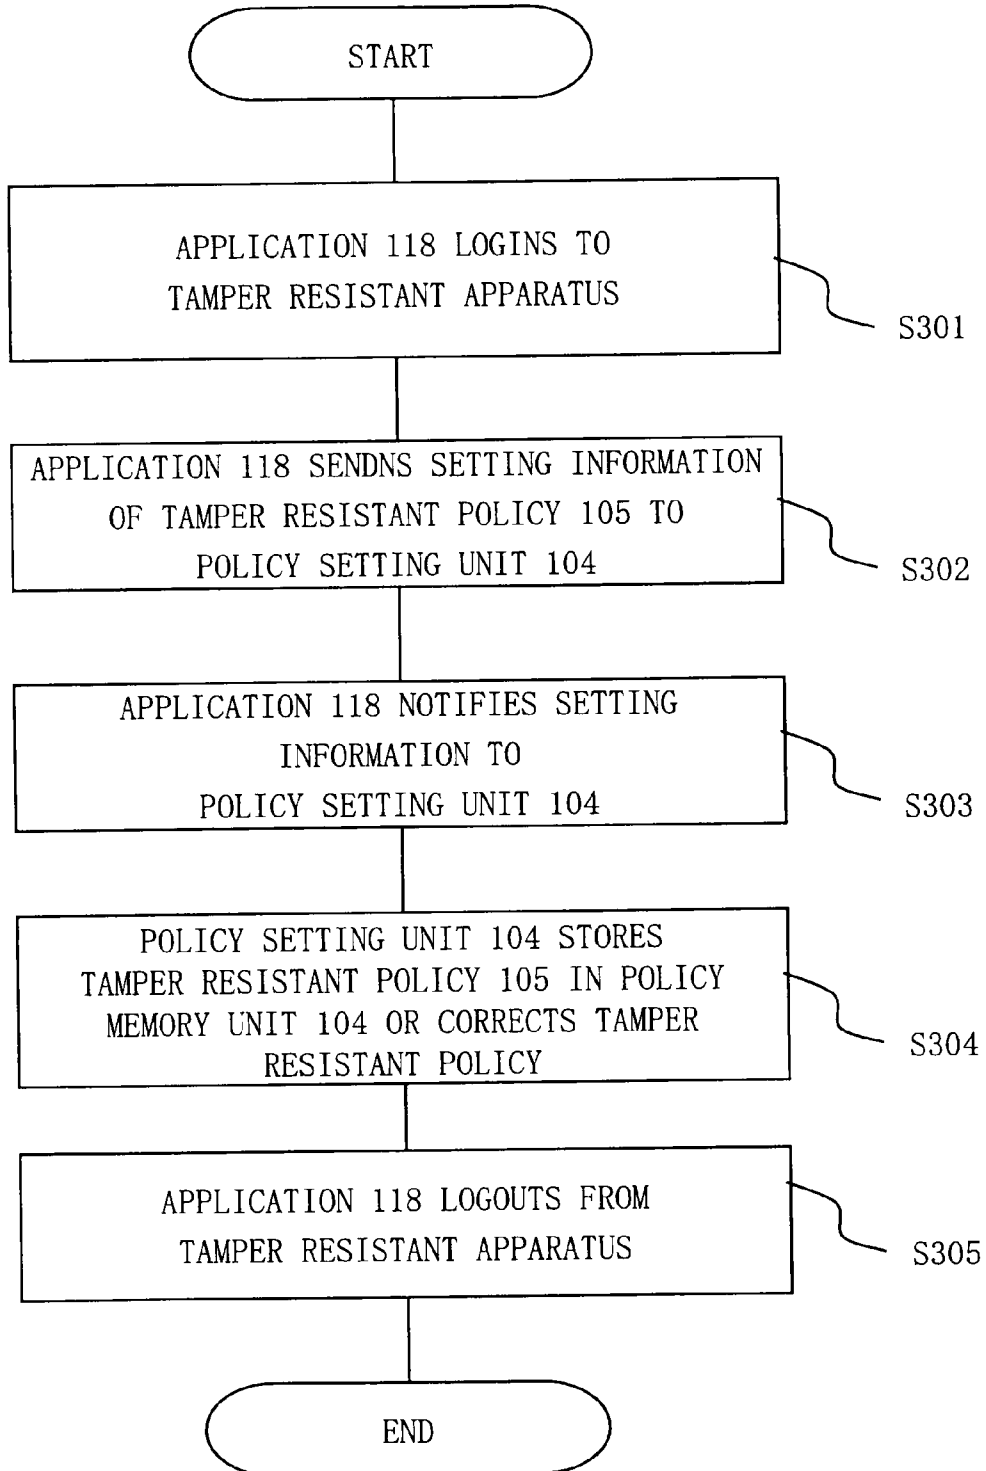 START
APPLICATION 118 LOGINS TO
TAMPER RESISTANT APPARATUS
S301
APPLICATION 118 SENDNS SETTING INFORMATION
OF TAMPER RESISTANT POLICY 105 TO
POLICY SETTING UNIT 104
S302
APPLICATION 118 NOTIFIES SETTING
INFORMATION TO
POLICY SETTING UNIT 104
S303
POLICY SETTING UNIT 104 STORES
TAMPER RESISTANT POLICY 105 IN POLICY
MEMORY UNIT 104 OR CORRECTS TAMPER
RESISTANT POLICY
S304
APPLICATION 118 LOGOUTS FROM
TAMPER RESISTANT APPARATUS
S305
END